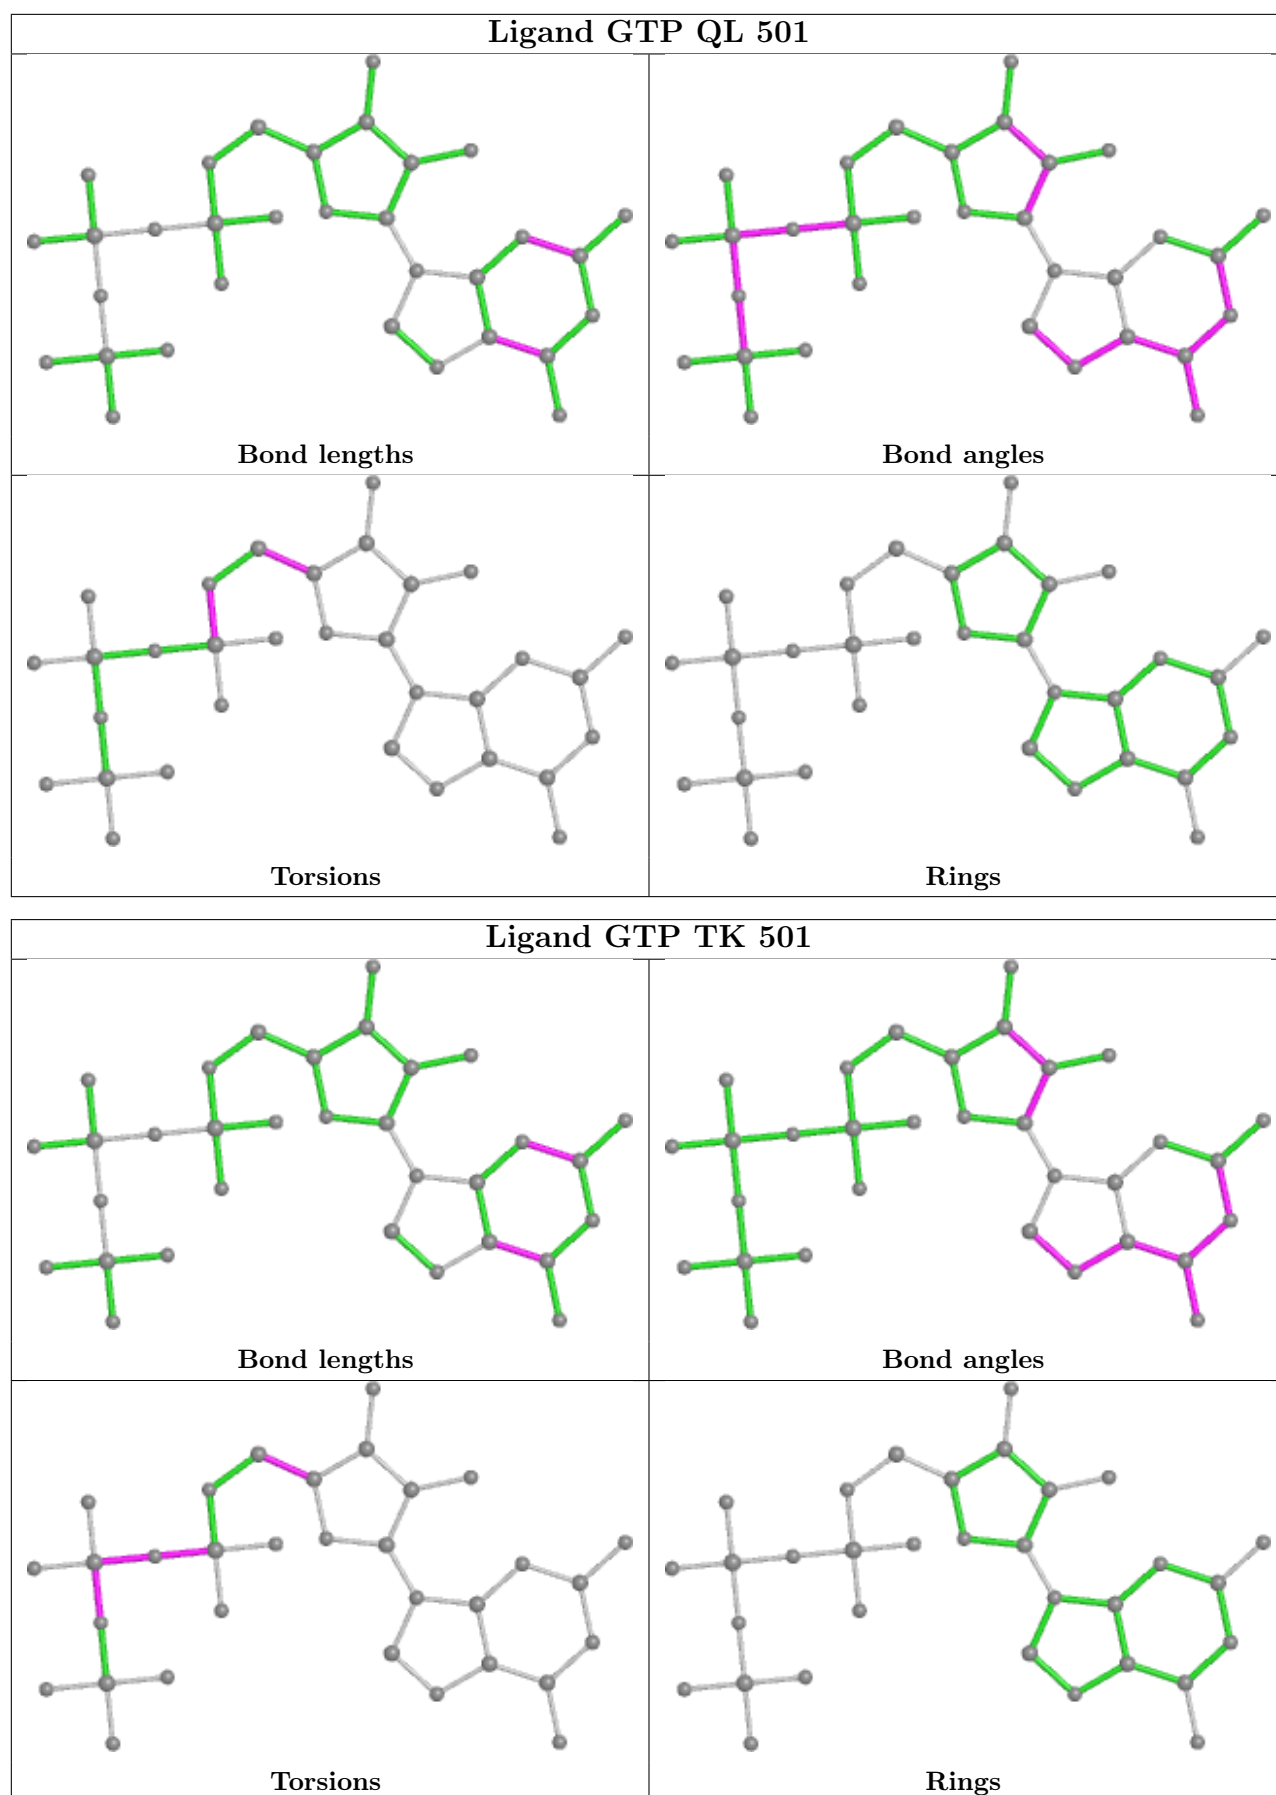 Ligand GTP QL 501
Bond lengths
Bond angles
Torsions
Rings
Ligand GTP TK 501
Bond lengths
Bond angles
Torsions
Rings